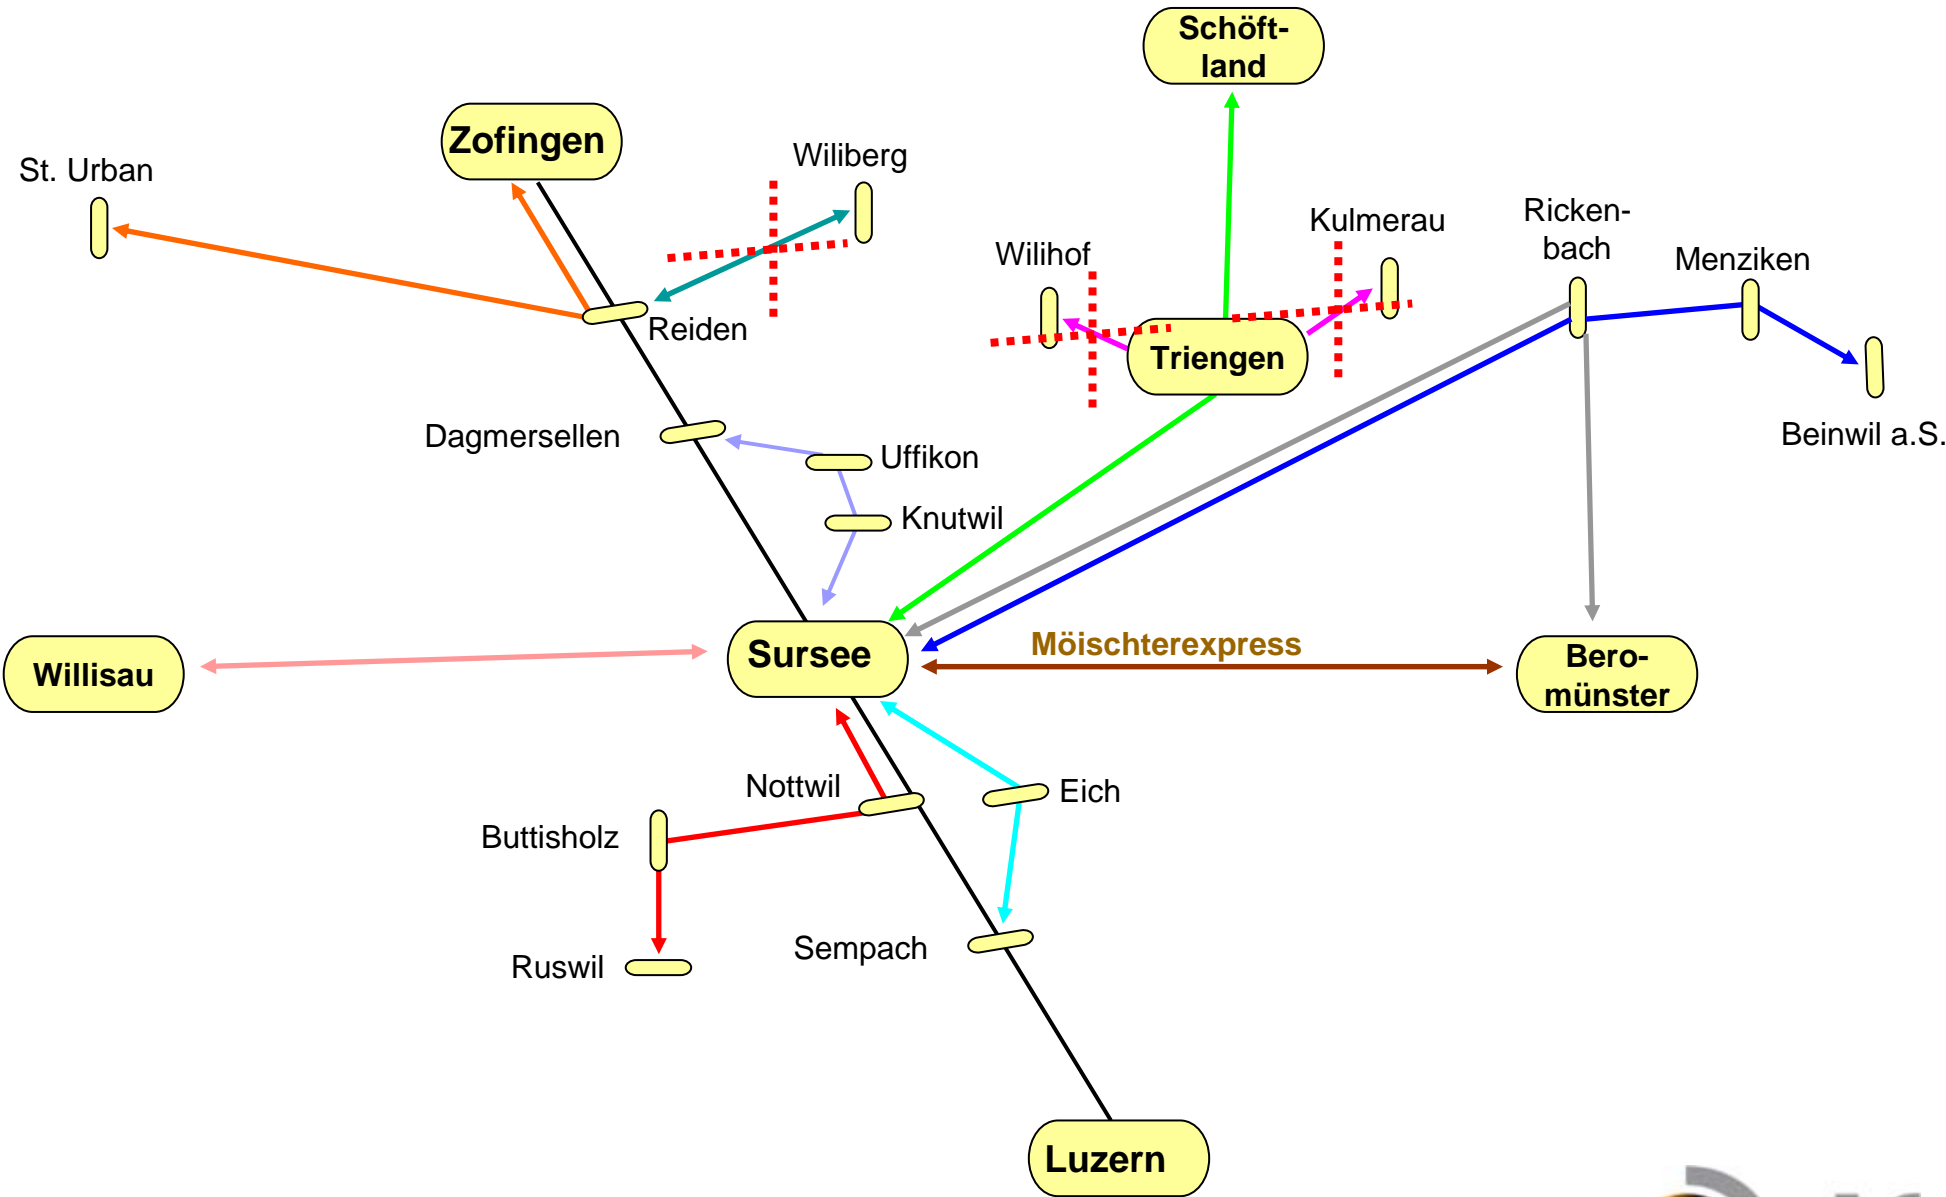 Schöft-
land
Zofingen
Wiliberg
St. Urban
Ricken-
bach
Kulmerau
Wilihof
Menziken
Reiden
Triengen
Dagmersellen
Uffikon
Beinwil a.S.
Knutwil
Möischterexpress
Sursee
Willisau
Bero-
münster
Nottwil
Eich
Buttisholz
Sempach
Ruswil
Luzern